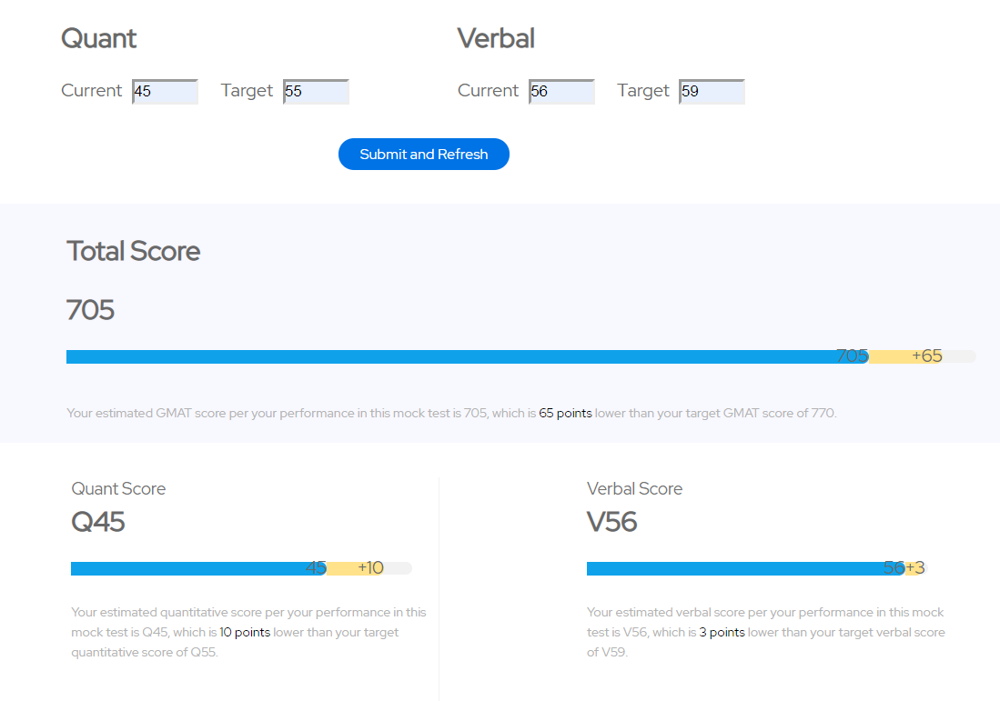 Quant
Verbal
Current 45 Target 55
Current 56 Target 59
Submit and Refresh
Total Score
705
705 +65
Your estimated GMAT score per your performance in this mock test is 705, which is 65 points lower than your target GMAT score of 770.
Quant Score
Q45
45 +10
Your estimated quantitative score per your performance in this
mock test is Q45, which is 10 points lower than your target
quantitative score of Q55.
Verbal Score
V56
56 +3
Your estimated verbal score per your performance in this mock
test is V56, which is 3 points lower than your target verbal score
of V59.